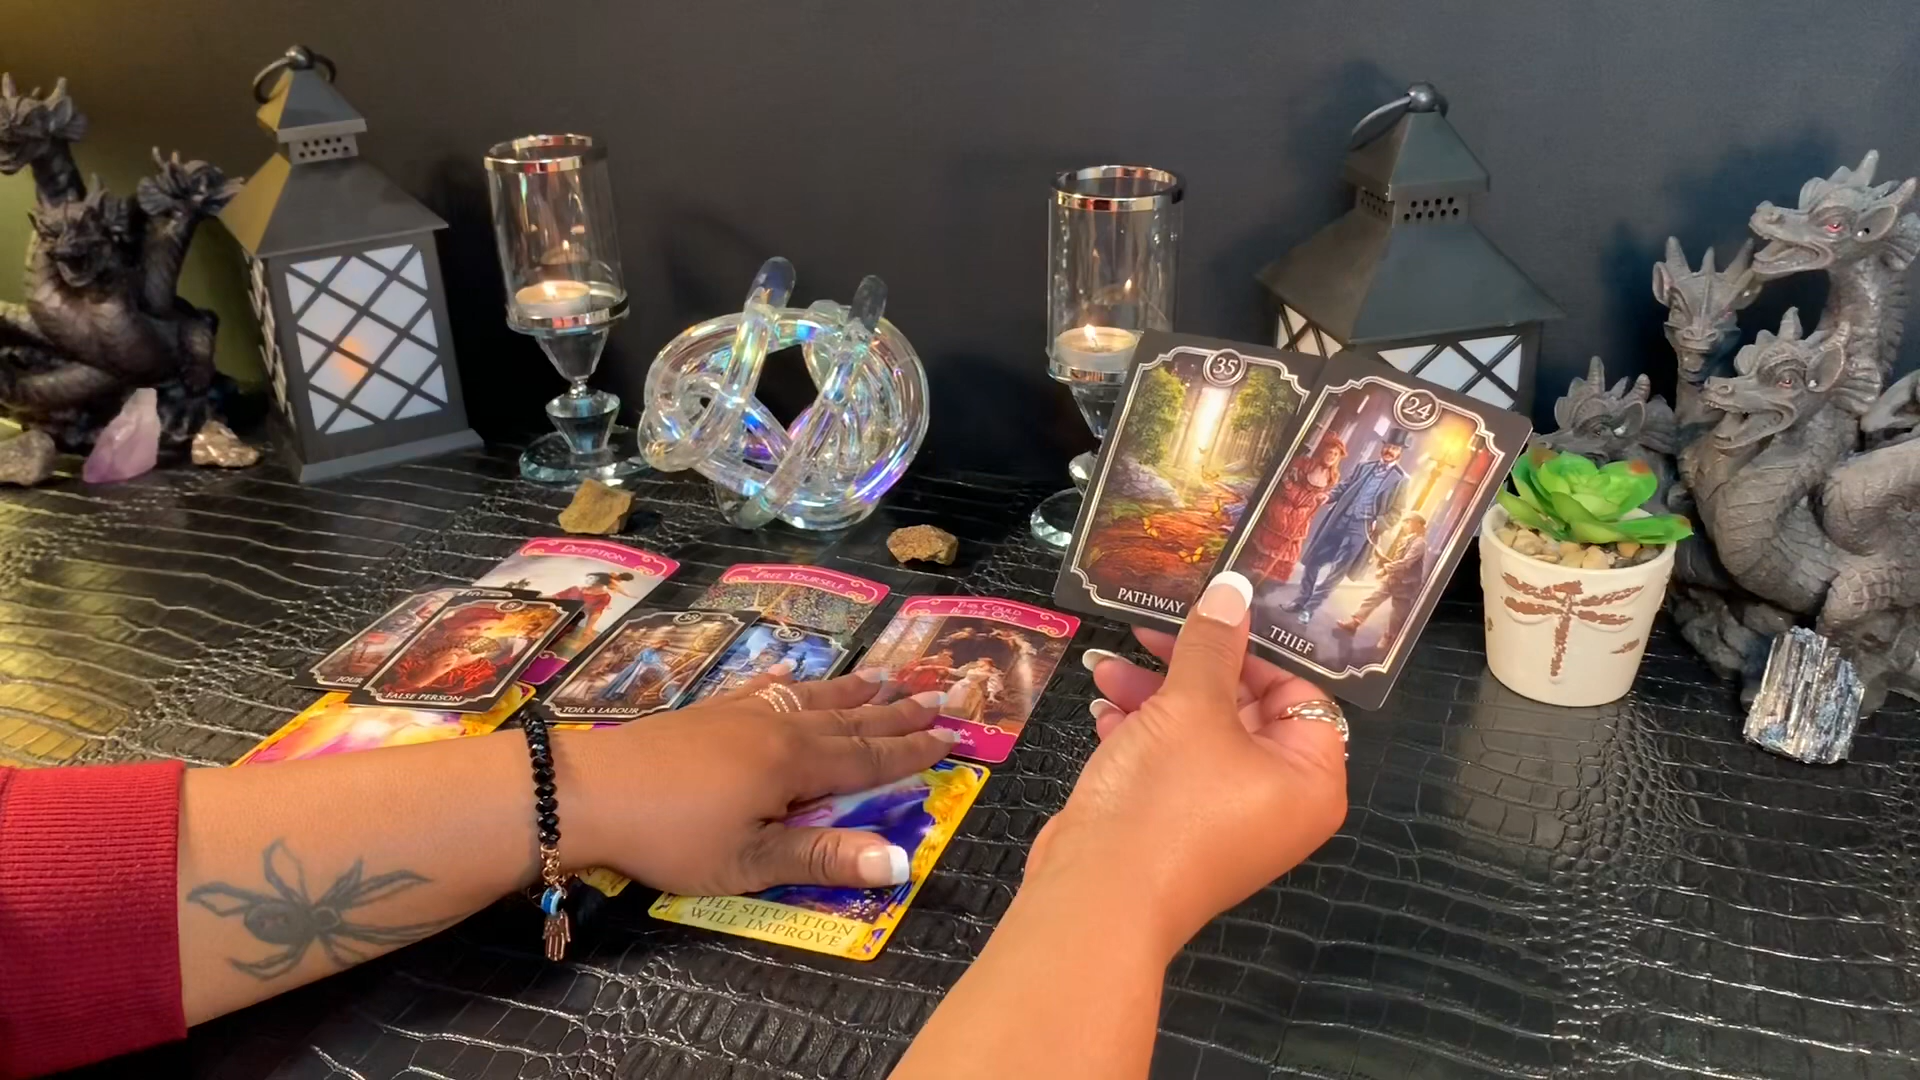 35
PATHWAY
24
THIEF
DECEPTION
FREE YOURSELF
THIS COULD
BE THE ONE
JOUR
FALSE PERSON
TOIL & LABOUR
THE SITUATION
WILL IMPROVE